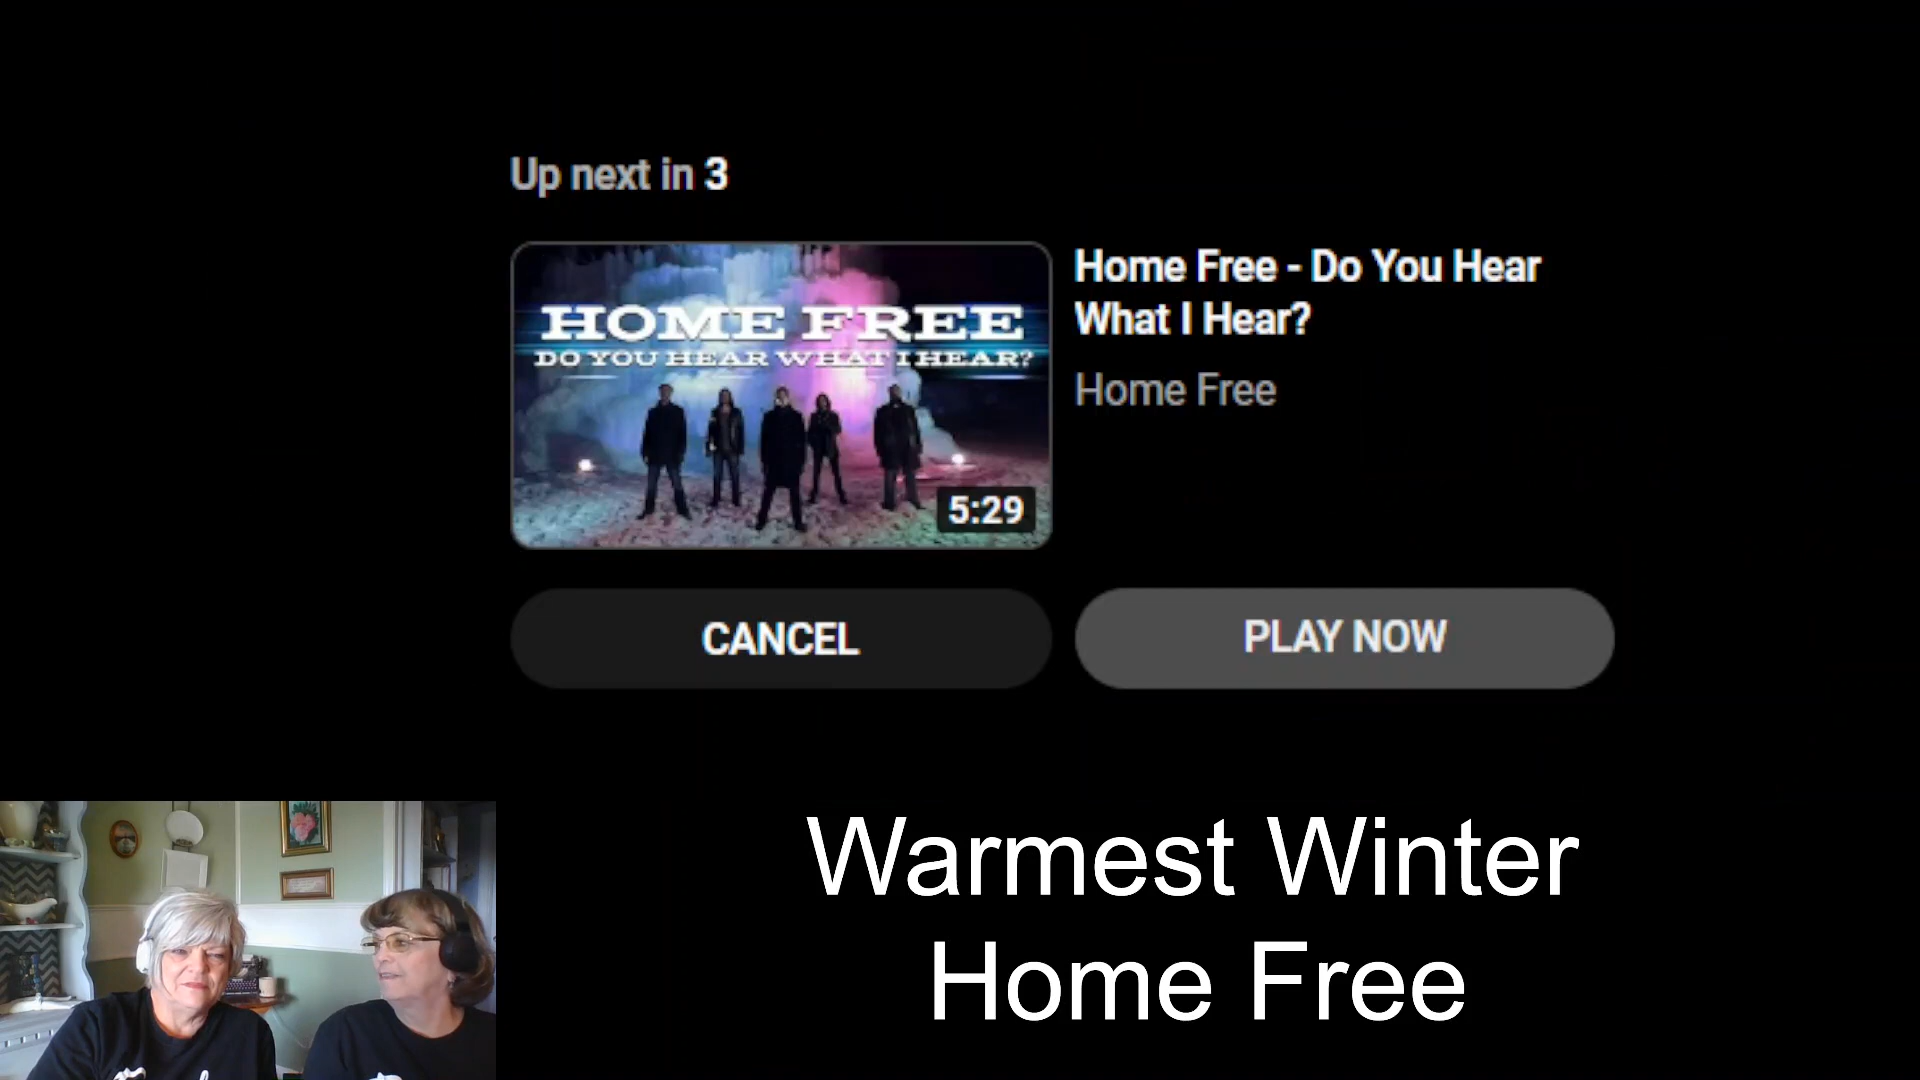 Up next in 3
HOME FREE
DO YOU HEAR WHAT I HEAR?
5:29
Home Free - Do You Hear
What I Hear?
Home Free
CANCEL
PLAY NOW
Warmest Winter
Home Free